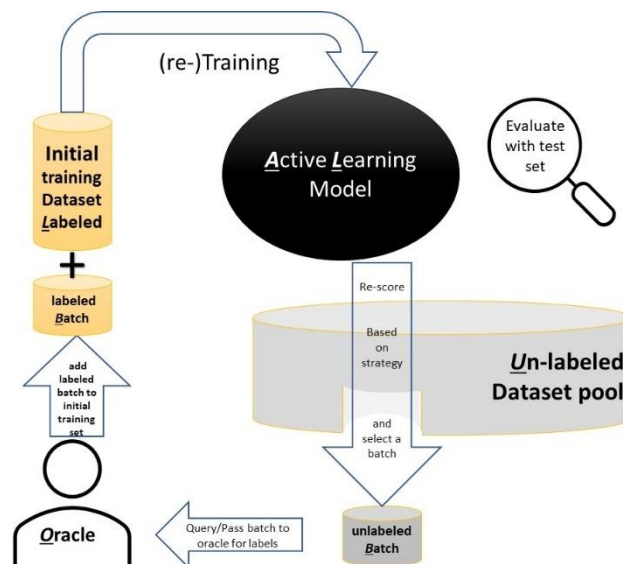 (re-)Training
Initial
training
Dataset
Labeled
+
labeled
Batch
add
labeled
batch to
initial
training
set
Oracle
Active Learning
Model
Evaluate
with test
set
Re-score
Based
on
strategy
and
select a
batch
Un-labeled
Dataset pool
unlabeled
Batch
Query/Pass batch to
oracle for labels